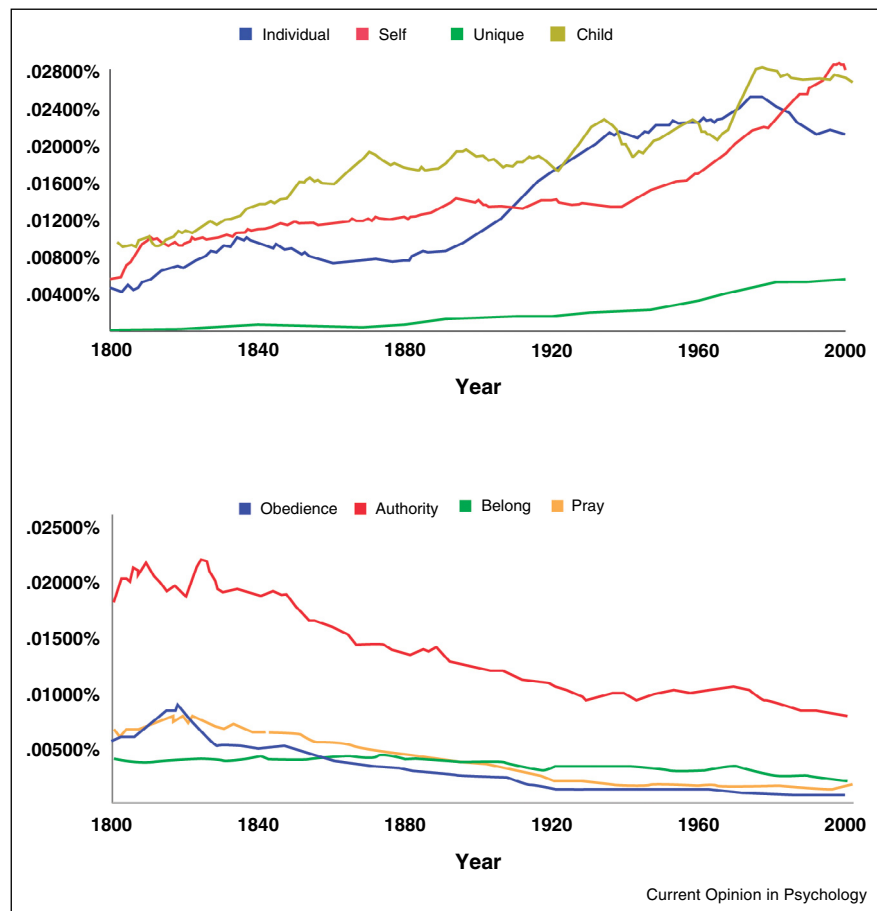 Individual Self Unique Child
.02800%
.02400%
.02000%
.01600%
.01200%
.00800%
.00400%
1800 1840 1880 1920 1960 2000
Year
Obedience Authority Belong Pray
.02500%
.02000%
.01500%
.01000%
.00500%
1800 1840 1880 1920 1960 2000
Year
Current Opinion in Psychology